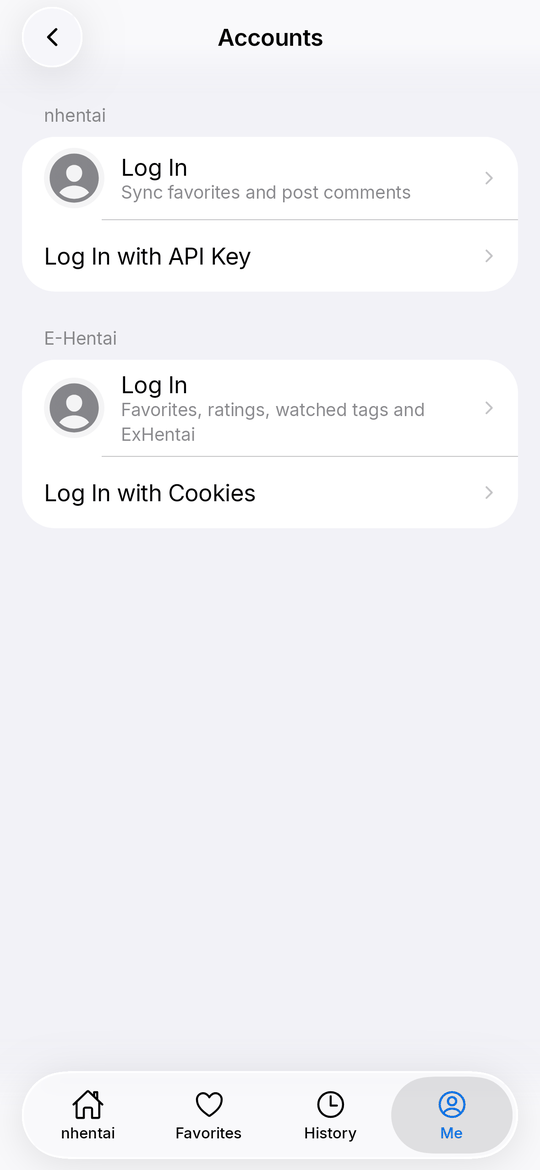 Accounts
nhentai
Log In
Sync favorites and post comments
Log In with API Key
E-Hentai
Log In
Favorites, ratings, watched tags and
ExHentai
Log In with Cookies
nhentai
Favorites
History
Me